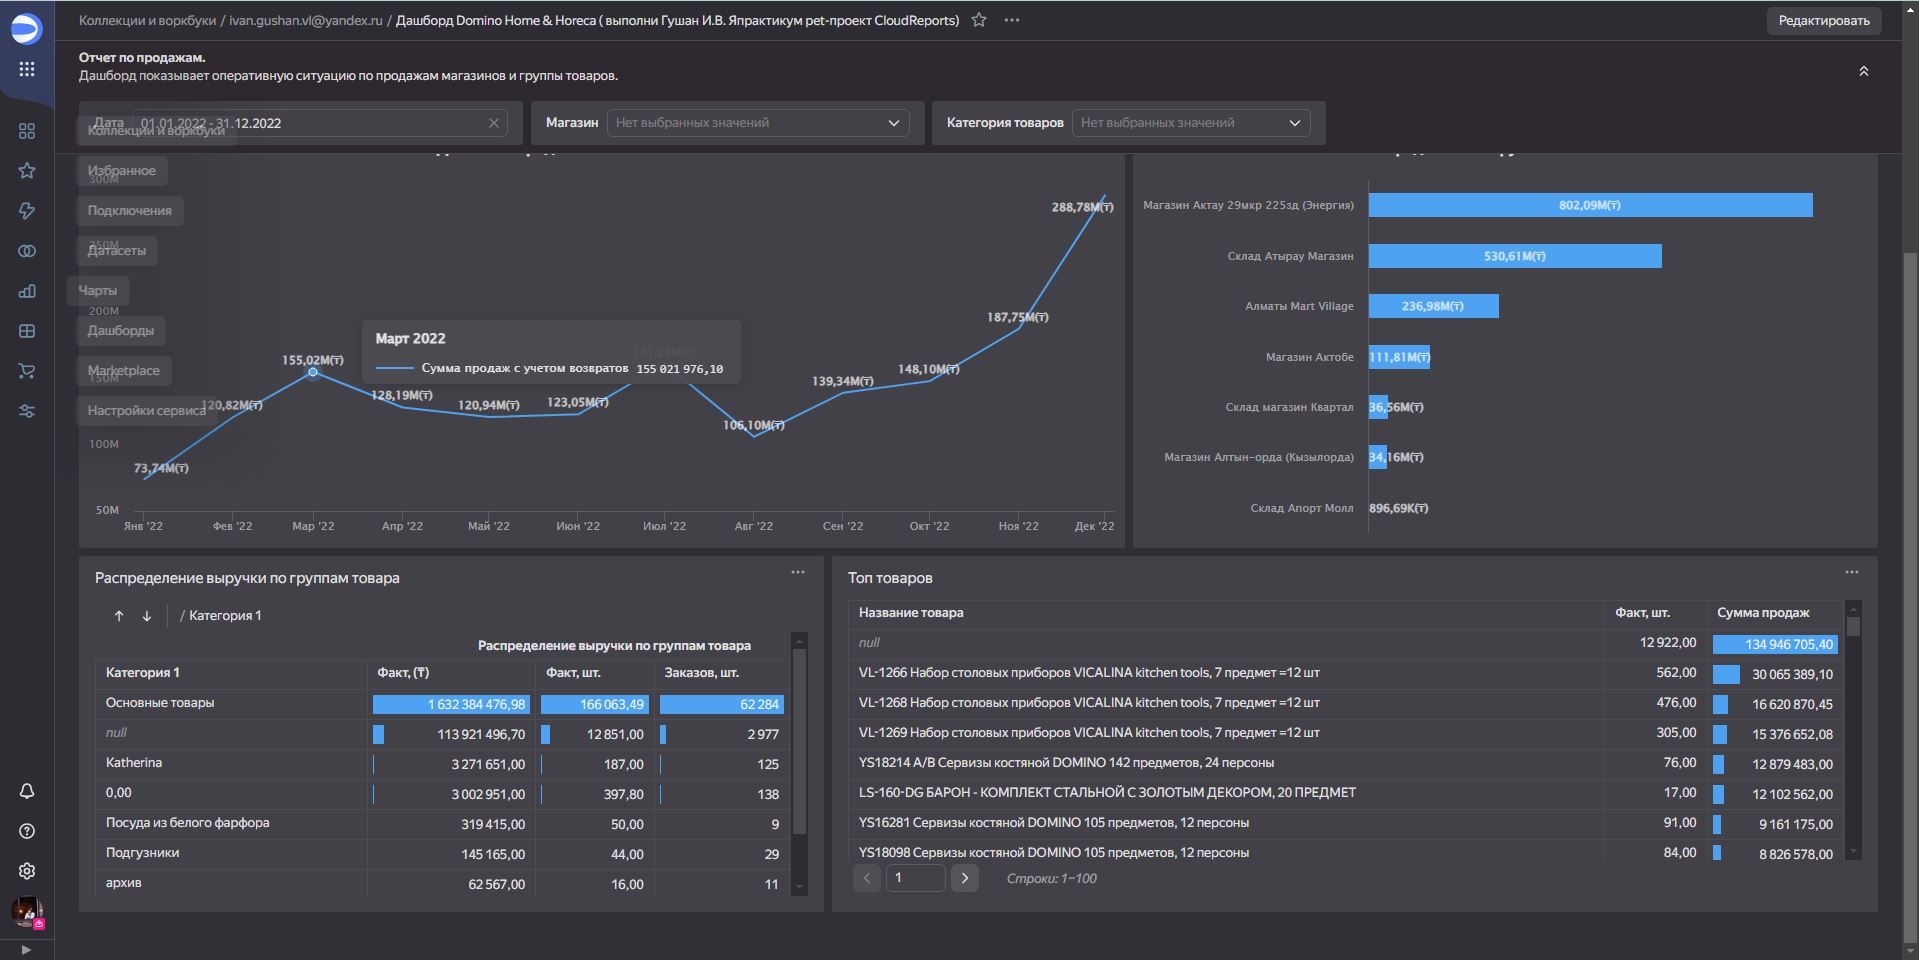 Коллекции и воркбуки / ivan.gushan.vl@yandex.ru / Дашборд Domino Home & Horeca ( выполни Гушан И.В. Япрактикум pet-проект CloudReports)
Редактировать
Отчет по продажам.
Дашборд показывает оперативную ситуацию по продажам магазинов и группы товаров.
Дата 01.01.2022 - 31.12.2022
Магазин Нет выбранных значений
Категория товаров Нет выбранных значений
Коллекции и воркбуки
Избранное
Подключения
Датасеты
Чарты
Дашборды
Marketplace
Настройки сервиса
300M
250M
200M
150M
100M
50M
73,74M(₸)
120,82M(₸)
155,02M(₸)
128,19M(₸)
120,94M(₸)
123,05M(₸)
106,10M(₸)
139,34M(₸)
148,10M(₸)
187,75M(₸)
288,78M(₸)
Март 2022
Сумма продаж с учетом возвратов 155 021 976,10
Янв '22 Фев '22 Мар '22 Апр '22 Май '22 Июн '22 Июл '22 Авг '22 Сен '22 Окт '22 Ноя '22 Дек '22
Магазин Актау 29мкр 225зд (Энергия) 802,09M(₸)
Склад Атырау Магазин 530,61M(₸)
Алматы Mart Village 236,98M(₸)
Магазин Актобе 111,81M(₸)
Склад магазин Квартал 36,56M(₸)
Магазин Алтын-орда (Кызылорда) 34,16M(₸)
Склад Апорт Молл 896,69K(₸)
Распределение выручки по группам товара
/ Категория 1
Распределение выручки по группам товара
Категория 1 Факт, (₸) Факт, шт. Заказов, шт.
Основные товары 1 632 384 476,98 166 063,49 62 284
null 113 921 496,70 12 851,00 2 977
Katherina 3 271 651,00 187,00 125
0,00 3 002 951,00 397,80 138
Посуда из белого фарфора 319 415,00 50,00 9
Подгузники 145 165,00 44,00 29
архив 62 567,00 16,00 11
Топ товаров
Название товара Факт, шт. Сумма продаж
null 12 922,00 134 946 705,40
VL-1266 Набор столовых приборов VICALINA kitchen tools, 7 предмет =12 шт 562,00 30 065 389,10
VL-1268 Набор столовых приборов VICALINA kitchen tools, 7 предмет =12 шт 476,00 16 620 870,45
VL-1269 Набор столовых приборов VICALINA kitchen tools, 7 предмет =12 шт 305,00 15 376 652,08
YS18214 A/B Сервизы костяной DOMINO 142 предметов, 24 персоны 76,00 12 879 483,00
LS-160-DG БАРОН - КОМПЛЕКТ СТАЛЬНОЙ С ЗОЛОТЫМ ДЕКОРОМ, 20 ПРЕДМЕТ 17,00 12 102 562,00
YS16281 Сервизы костяной DOMINO 105 предметов, 12 персоны 91,00 9 161 175,00
YS18098 Сервизы костяной DOMINO 105 предметов, 12 персоны 84,00 8 826 578,00
1 Строки: 1–100